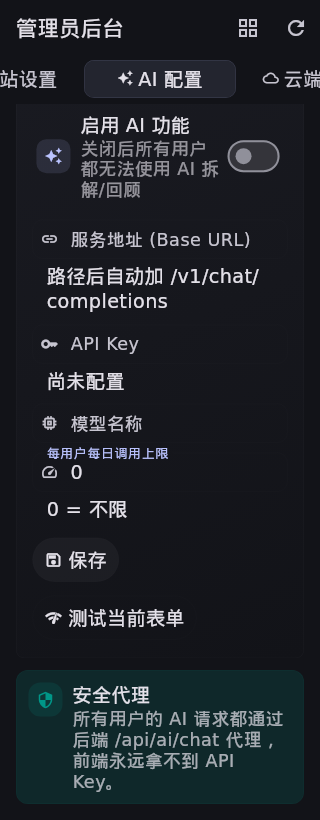 管理员后台
站设置
AI 配置
云端
启用 AI 功能
关闭后所有用户
都无法使用 AI 拆
解/回顾
服务地址 (Base URL)
路径后自动加 /v1/chat/
completions
API Key
尚未配置
模型名称
每用户每日调用上限
0
0 = 不限
保存
测试当前表单
安全代理
所有用户的 AI 请求都通过
后端 /api/ai/chat 代理，
前端永远拿不到 API
Key。